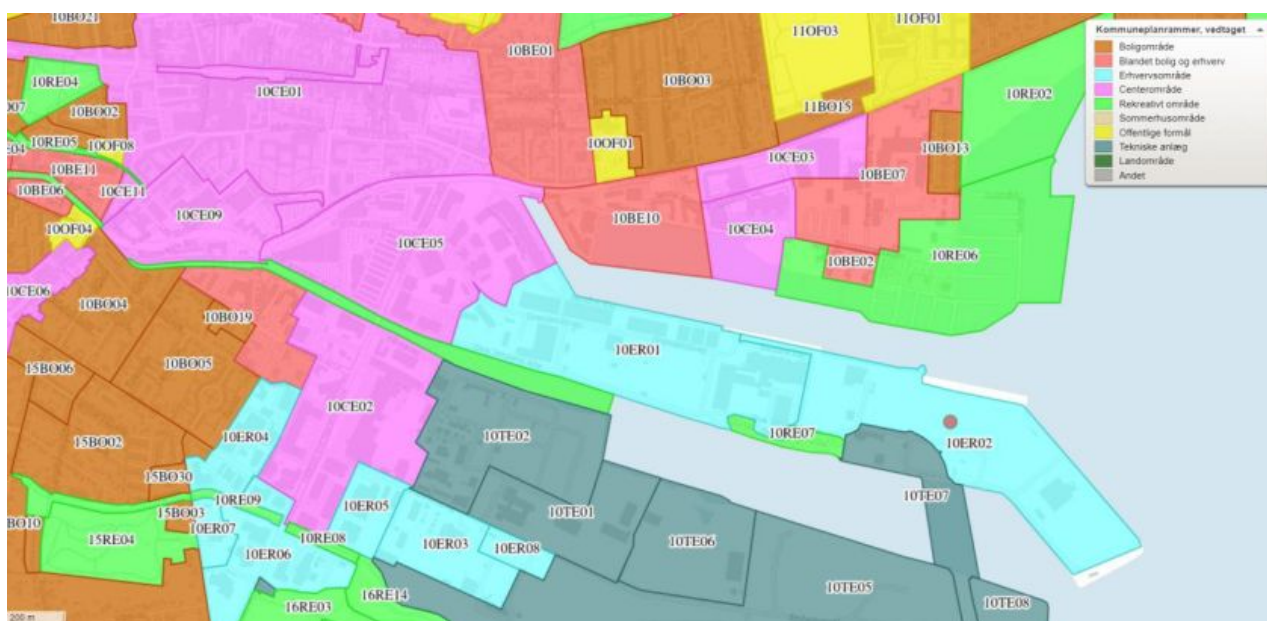 10BO21
11OF01
11OF03
10BE01
10BO03
10RE04
10CE01
10RE02
10BO02
11BO15
10RE05
10OF08
10OF01
10BO13
10CE03
10BE11
10BE07
10BE06
10CE11
10CE09
10BE10
10OF04
10CE05
10CE04
10BE02
10RE06
10CE06
10BO04
10BO19
10ER01
10BO05
15BO06
10CE02
10RE07
15BO02
10ER04
10TE02
10ER02
15BO30
10RE09
10ER05
10TE07
15BO03
10TE01
BO10
10ER07
15RE04
10RE08
10ER03
10ER08
10TE06
10ER06
10TE05
16RE03
16RE14
10TE08
200 m
Kommuneplanrammer, vedtaget
Boligområde
Blandet bolig og erhverv
Erhvervsområde
Centerområde
Rekreativt område
Sommerhusområde
Offentlige formål
Tekniske anlæg
Landområde
Andet